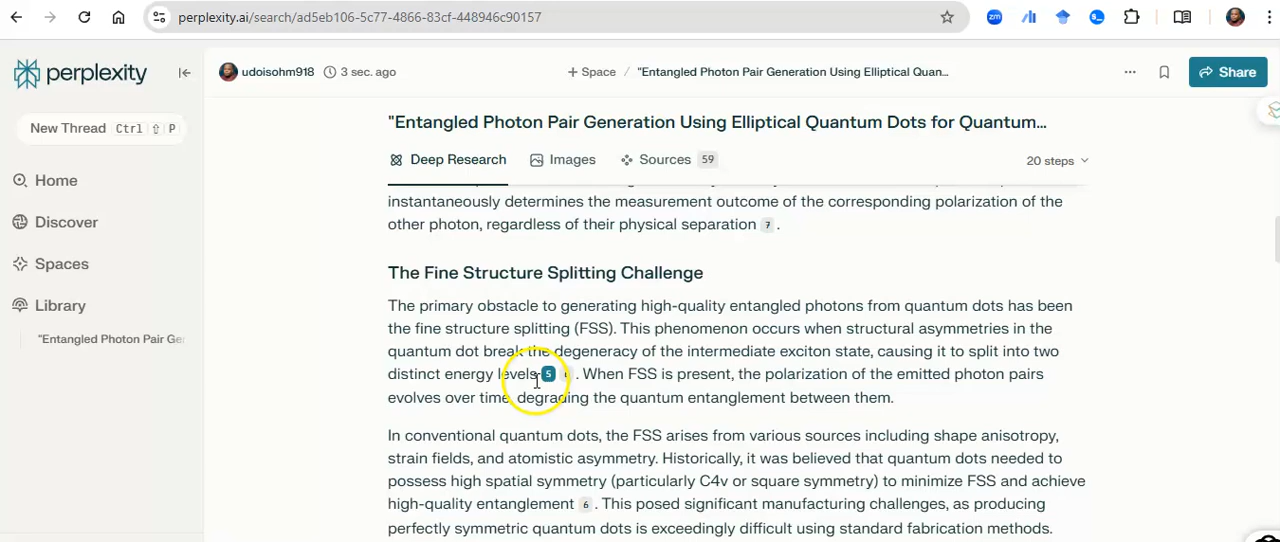 perplexity.ai/search/ad5eb106-5c77-4866-83cf-448946c90157
perplexity
udoisohm918 3 sec. ago
+ Space / "Entangled Photon Pair Generation Using Elliptical Quan...
Share
New Thread Ctrl ⇧ P
Home
Discover
Spaces
Library
"Entangled Photon Pair Ger
"Entangled Photon Pair Generation Using Elliptical Quantum Dots for Quantum...
Deep Research Images Sources 59 20 steps
instantaneously determines the measurement outcome of the corresponding polarization of the
other photon, regardless of their physical separation 7 .
The Fine Structure Splitting Challenge
The primary obstacle to generating high-quality entangled photons from quantum dots has been
the fine structure splitting (FSS). This phenomenon occurs when structural asymmetries in the
quantum dot break the degeneracy of the intermediate exciton state, causing it to split into two
distinct energy levels 5 . When FSS is present, the polarization of the emitted photon pairs
evolves over time, degrading the quantum entanglement between them.
In conventional quantum dots, the FSS arises from various sources including shape anisotropy,
strain fields, and atomistic asymmetry. Historically, it was believed that quantum dots needed to
possess high spatial symmetry (particularly C4v or square symmetry) to minimize FSS and achieve
high-quality entanglement 6 . This posed significant manufacturing challenges, as producing
perfectly symmetric quantum dots is exceedingly difficult using standard fabrication methods.